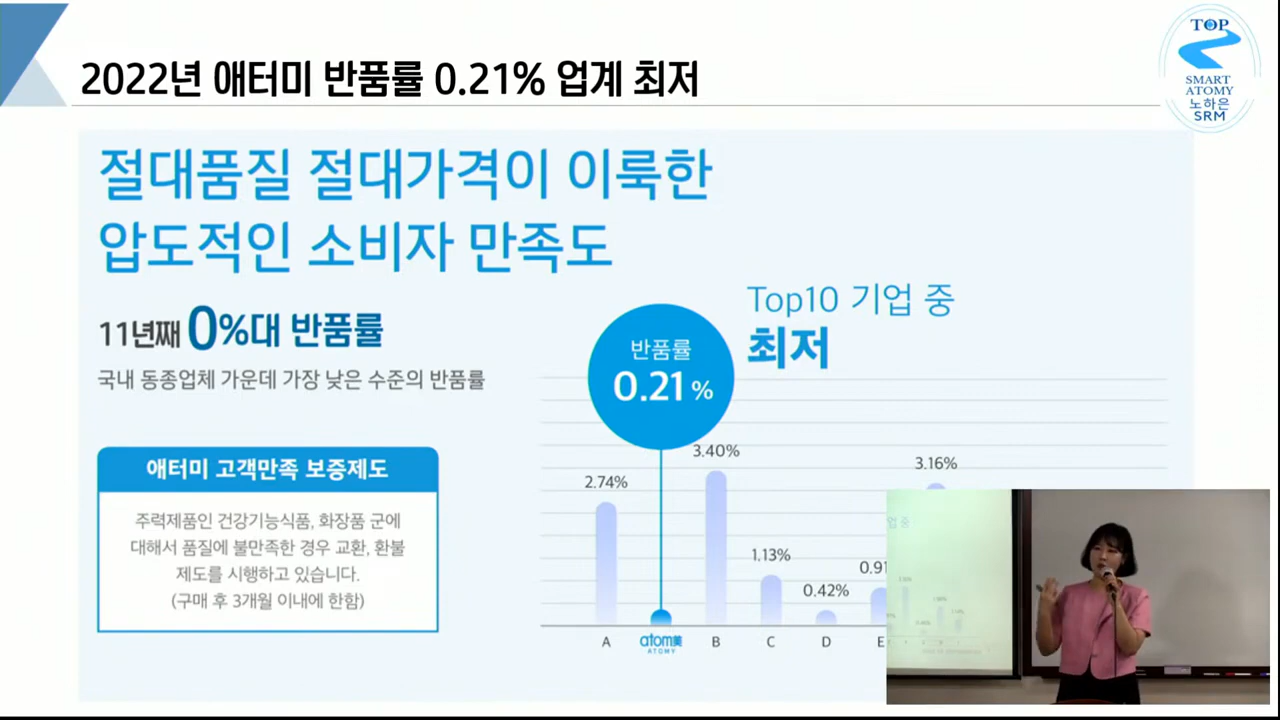 2022년 애터미 반품률 0.21% 업계 최저
TOP
SMART
ATOMY
노하은
SRM
절대품질 절대가격이 이룩한
압도적인 소비자 만족도
11년째 0%대 반품률
국내 동종업체 가운데 가장 낮은 수준의 반품률
애터미 고객만족 보증제도
주력제품인 건강기능식품, 화장품 군에
대해서 품질에 불만족한 경우 교환, 환불
제도를 시행하고 있습니다.
(구매 후 3개월 이내에 한함)
Top10 기업 중
최저
반품률
0.21%
2.74%
3.40%
1.13%
0.42%
0.91
3.16%
A
atom美
ATOMY
B
C
D
E